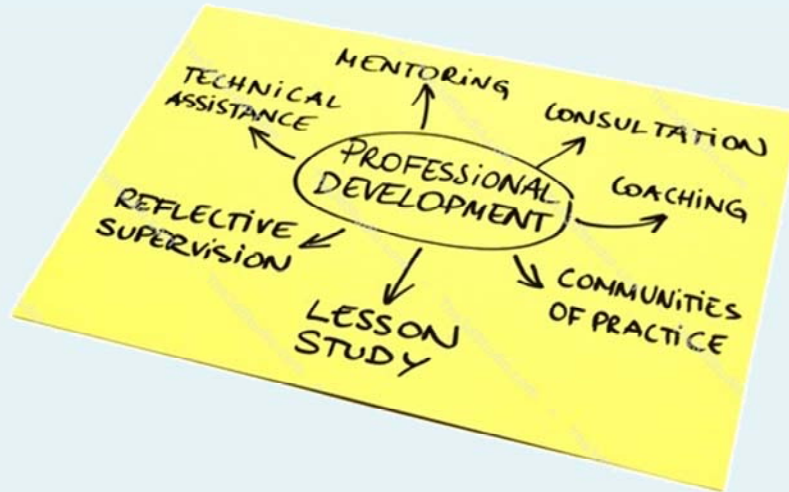 MENTORING
TECHNICAL
ASSISTANCE
CONSULTATION
PROFESSIONAL
DEVELOPMENT
COACHING
REFLECTIVE
SUPERVISION
COMMUNITIES
OF PRACTICE
LESSON
STUDY